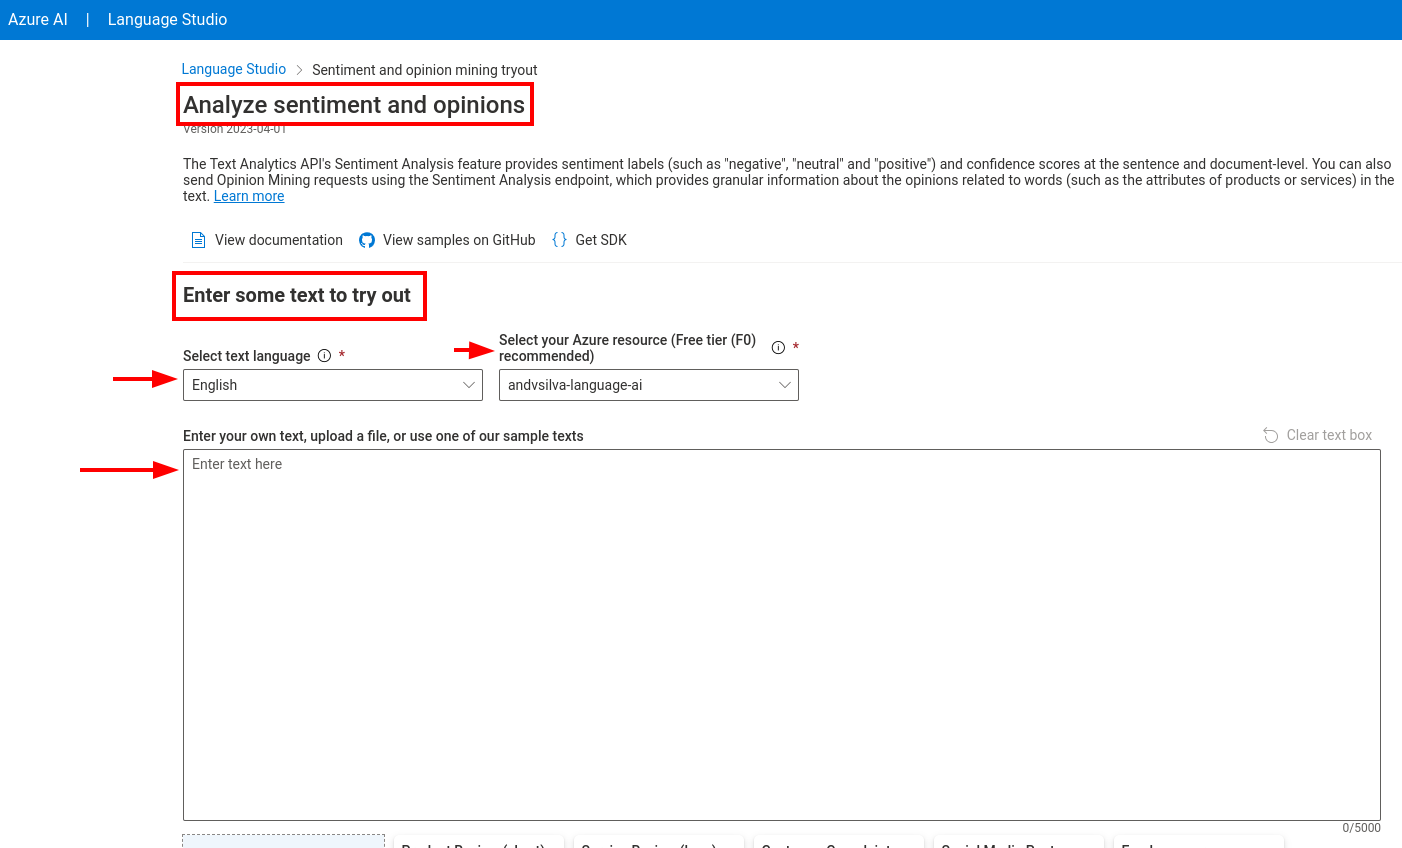 Azure AI | Language Studio
Language Studio > Sentiment and opinion mining tryout
Analyze sentiment and opinions
Version 2023-04-01
The Text Analytics API's Sentiment Analysis feature provides sentiment labels (such as "negative", "neutral" and "positive") and confidence scores at the sentence and document-level. You can also
send Opinion Mining requests using the Sentiment Analysis endpoint, which provides granular information about the opinions related to words (such as the attributes of products or services) in the
text. Learn more
View documentation View samples on GitHub Get SDK
Enter some text to try out
Select text language *
English
Select your Azure resource (Free tier (F0)
recommended) *
andvsilva-language-ai
Enter your own text, upload a file, or use one of our sample texts
Clear text box
Enter text here
0/5000